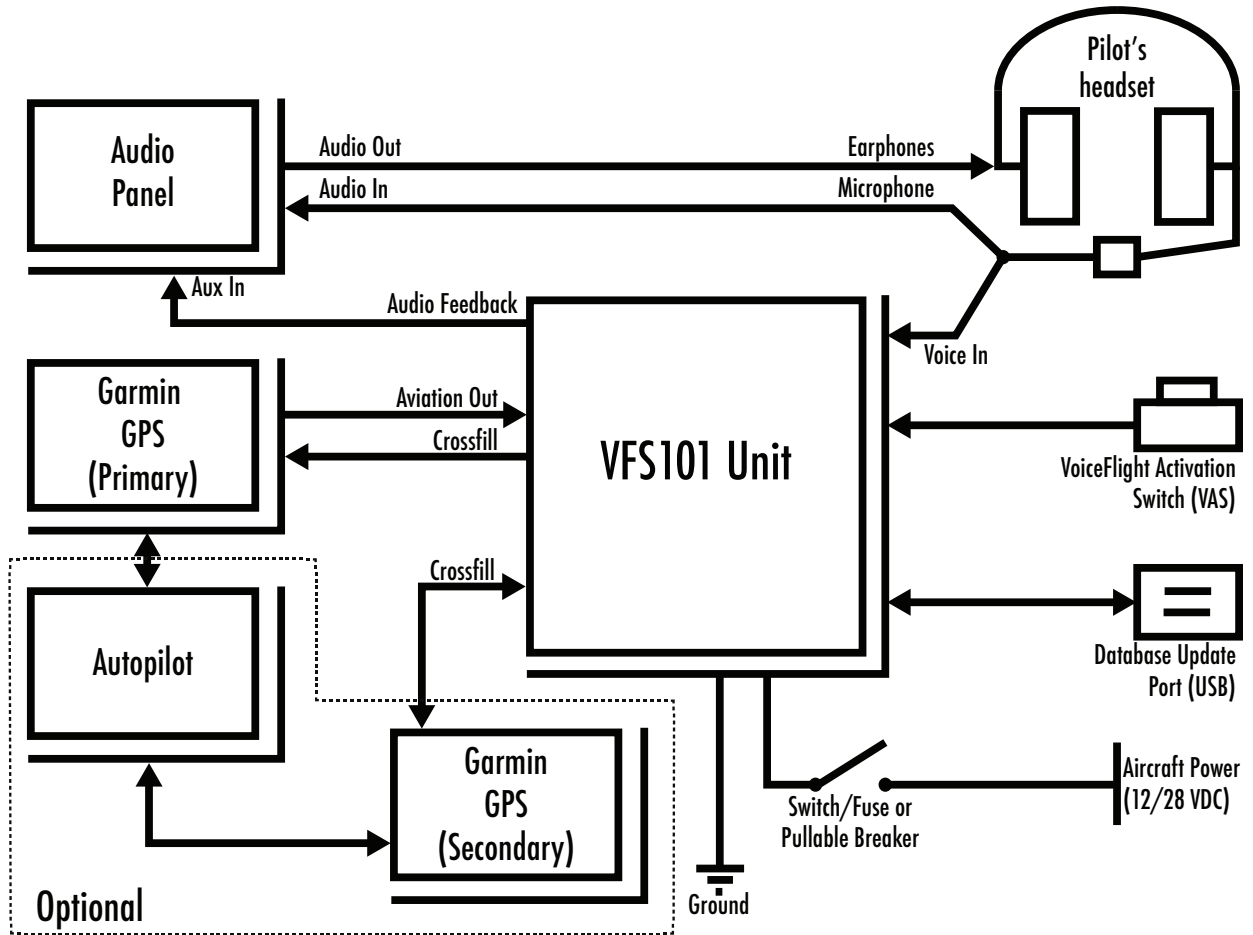 Pilot's
headset
Audio
Panel
Audio Out
Earphones
Audio In
Microphone
Aux In
Audio Feedback
Voice In
Garmin
GPS
(Primary)
Aviation Out
Crossfill
VFS101 Unit
VoiceFlight Activation
Switch (VAS)
Crossfill
Autopilot
Database Update
Port (USB)
Garmin
GPS
(Secondary)
Switch/Fuse or
Pullable Breaker
Aircraft Power
(12/28 VDC)
Ground
Optional